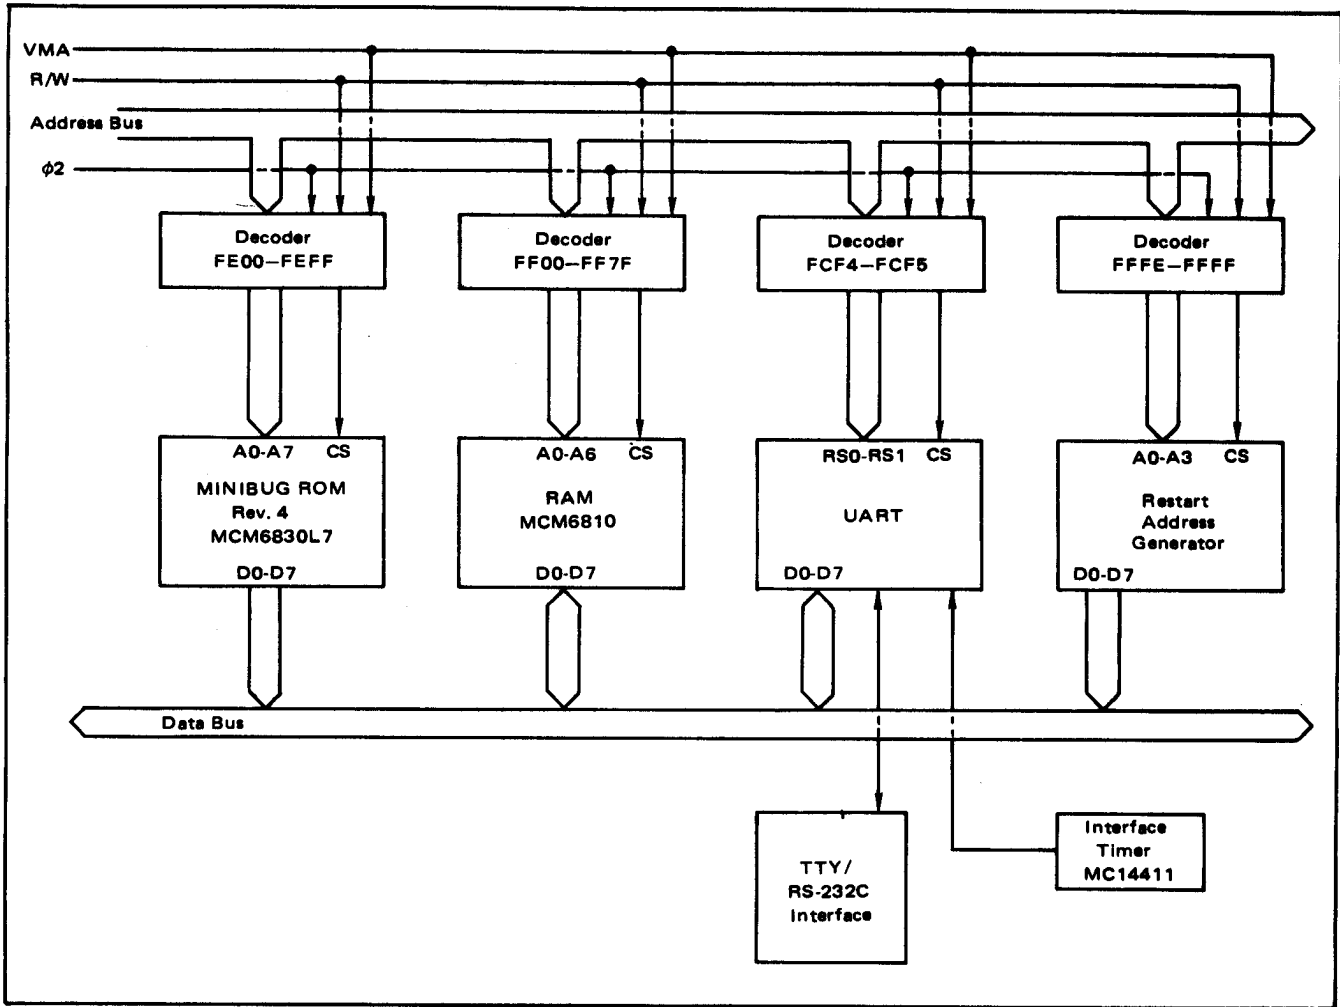 VMA
R/W
Address Bus
ϕ2
Decoder
FE00–FEFF
Decoder
FF00–FF7F
Decoder
FCF4–FCF5
Decoder
FFFE–FFFF
A0-A7 CS
MINIBUG ROM
Rev. 4
MCM6830L7
D0-D7
A0-A6 CS
RAM
MCM6810
D0-D7
RS0-RS1 CS
UART
D0-D7
A0-A3 CS
Restart
Address
Generator
D0-D7
Data Bus
TTY/
RS-232C
Interface
Interface
Timer
MC14411